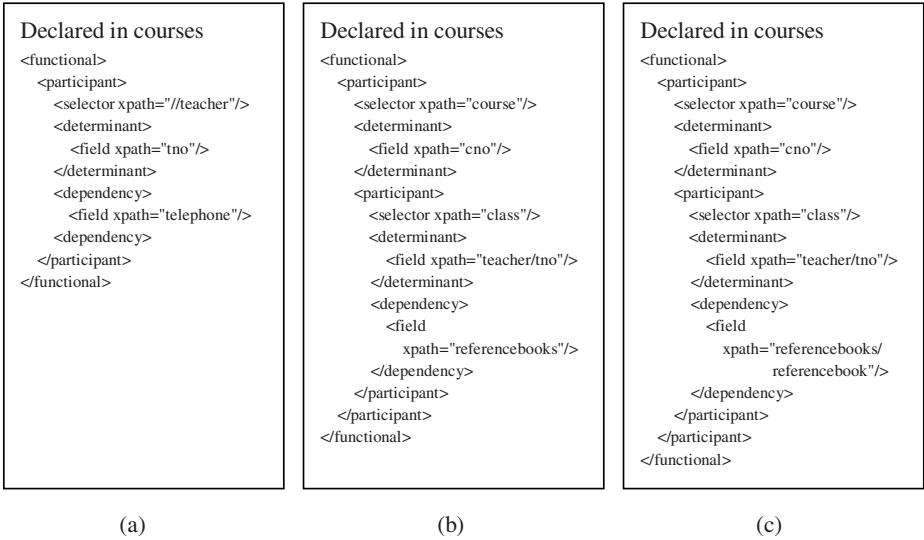 Declared in courses
<functional>
<participant>
<selector xpath="//teacher"/>
<determinant>
<field xpath="tno"/>
</determinant>
<dependency>
<field xpath="telephone"/>
<dependency>
</participant>
</functional>
(a)
Declared in courses
<functional>
<participant>
<selector xpath="course"/>
<determinant>
<field xpath="cno"/>
</determinant>
<participant>
<selector xpath="class"/>
<determinant>
<field xpath="teacher/tno"/>
</determinant>
<dependency>
<field
xpath="referencebooks"/>
</dependency>
</participant>
</participant>
</functional>
(b)
Declared in courses
<functional>
<participant>
<selector xpath="course"/>
<determinant>
<field xpath="cno"/>
</determinant>
<participant>
<selector xpath="class"/>
<determinant>
<field xpath="teacher/tno"/>
</determinant>
<dependency>
<field
xpath="referencebooks/
referencebook"/>
</dependency>
</participant>
</participant>
</functional>
(c)